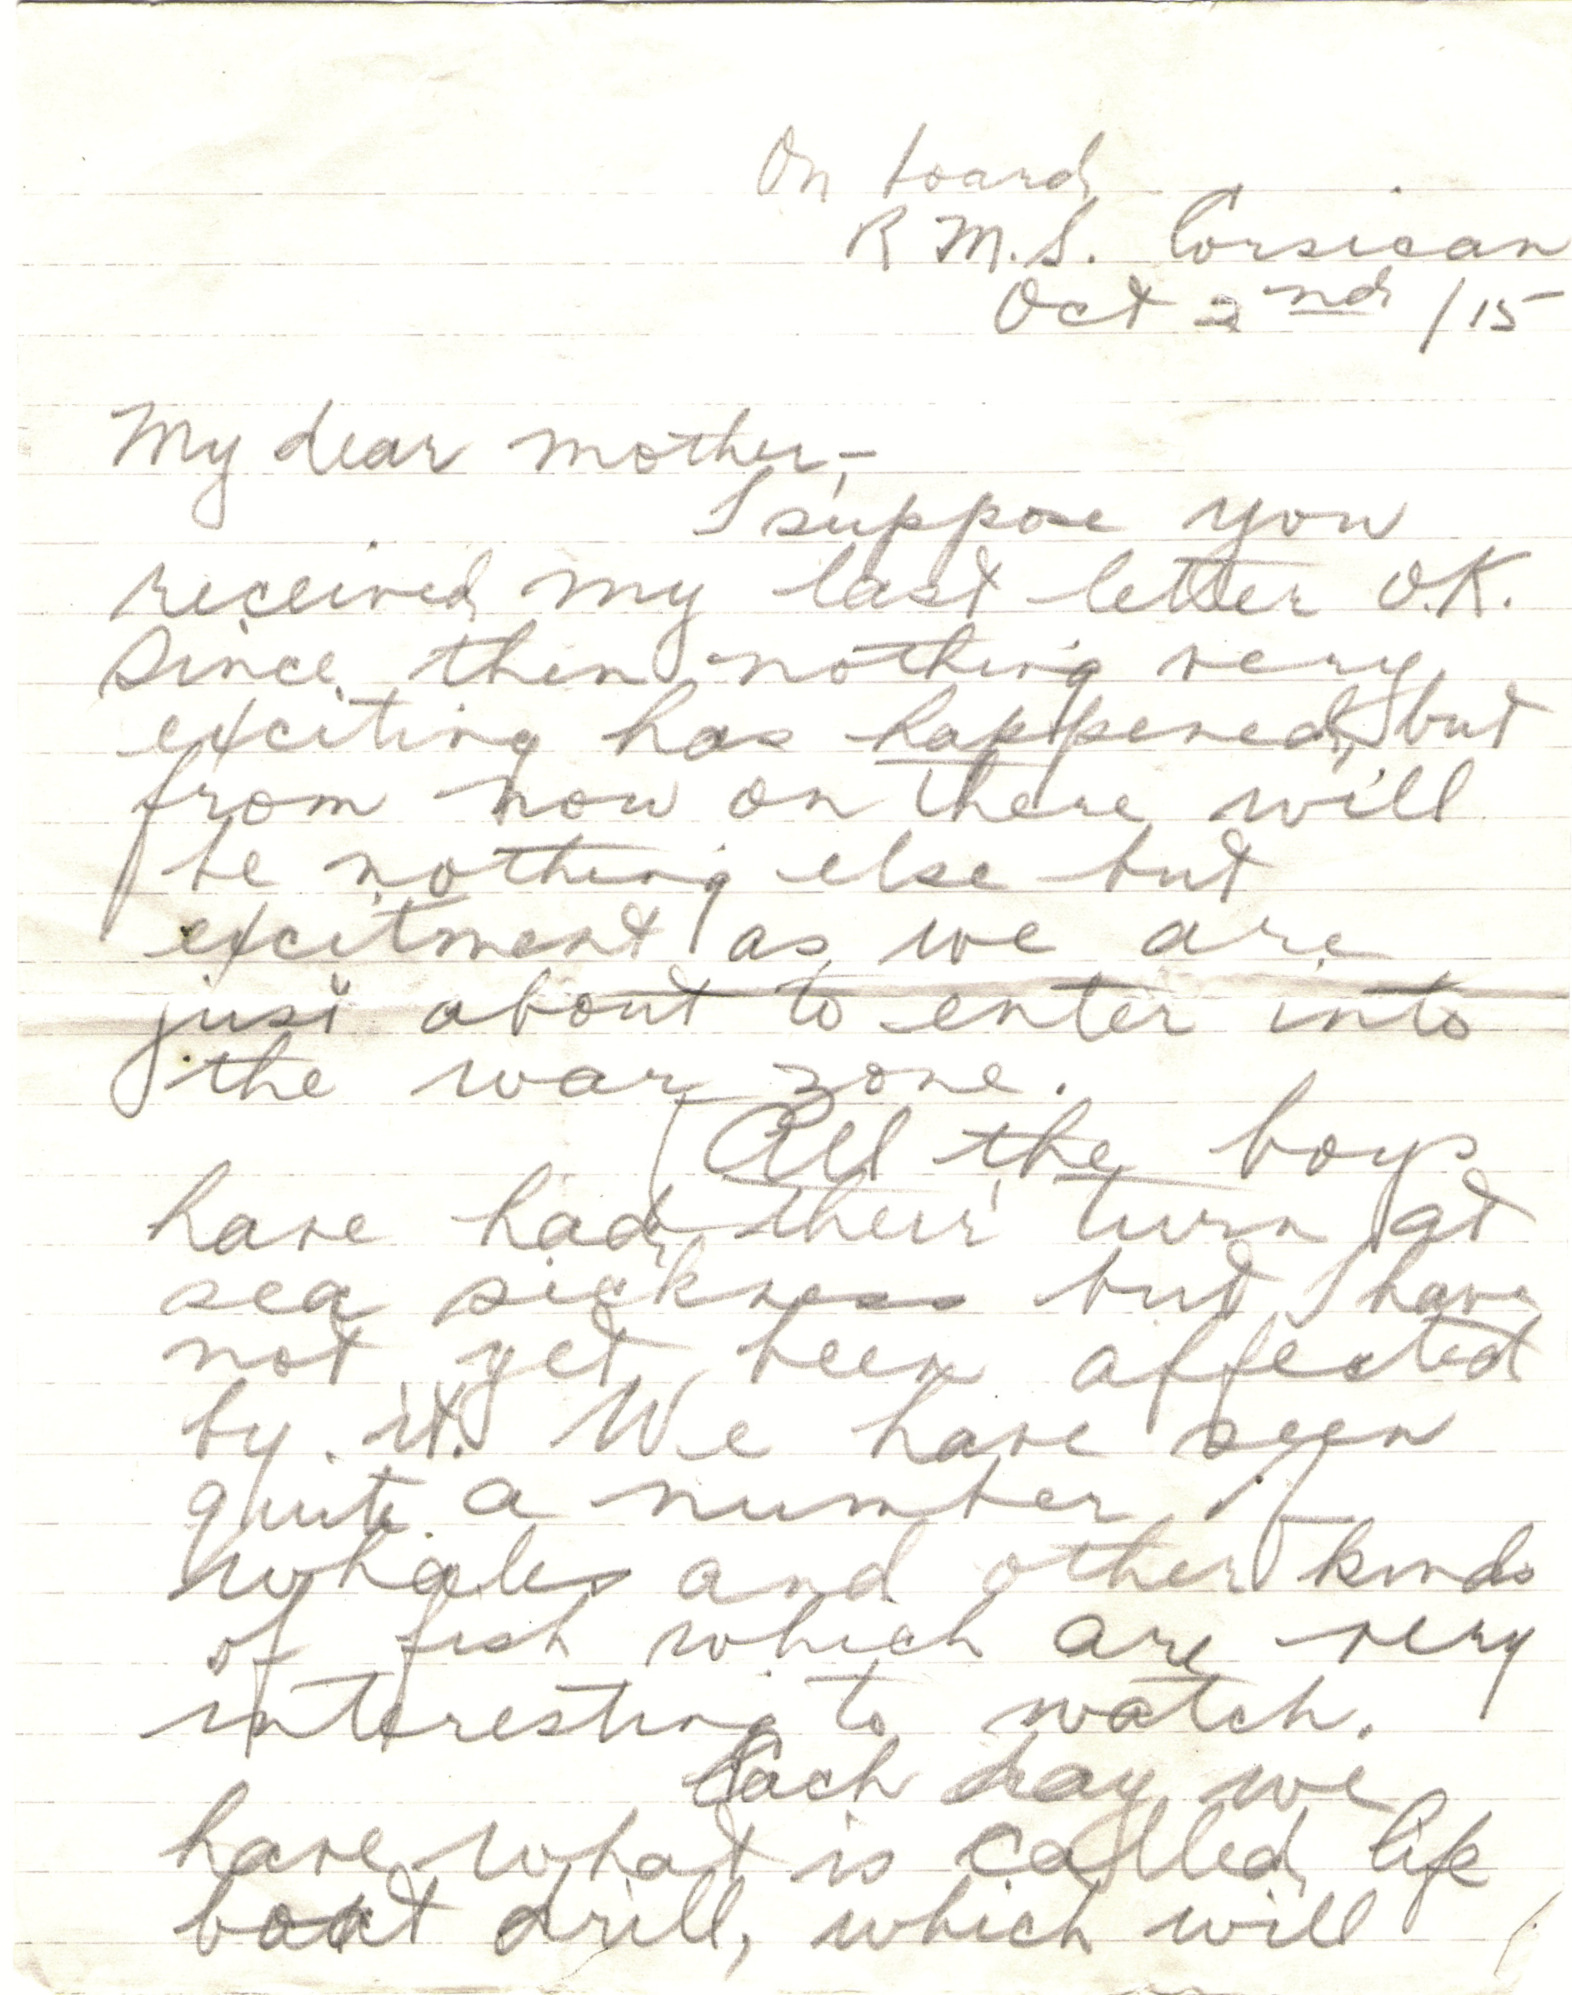 On board
R M.S. Corsican
Oct 2nd /15
My dear mother,-
I suppose you
received my last letter O.K.
Since then nothing very
exciting has happened, but
from now on there will
be nothing else but
excitment as we are
just about to enter into
the war zone.
All the boys
have had their turn at
sea sickness but I have
not yet been affected
by it. We have seen
quite a number of
whales and other kinds
of fish which are very
interesting to watch.
Each day we
have what is called life
boat drill, which will